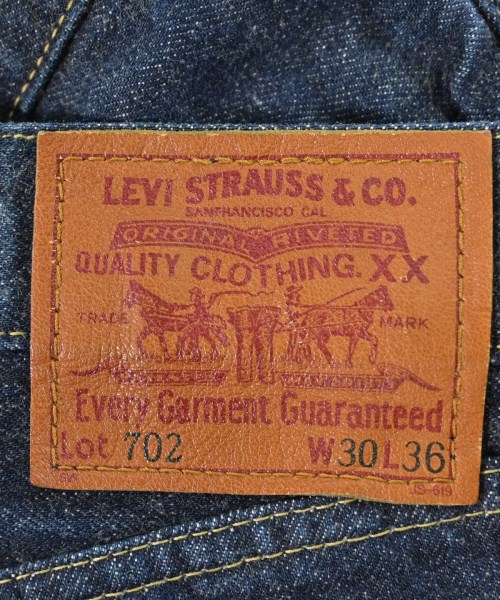 LEVI STRAUSS & CO.
SANFRANCISCO CAL
ORIGINAL RIVETED
QUALITY CLOTHING. XX
TRADE MARK
Every Garment Guaranteed
Lot 702 W30L36